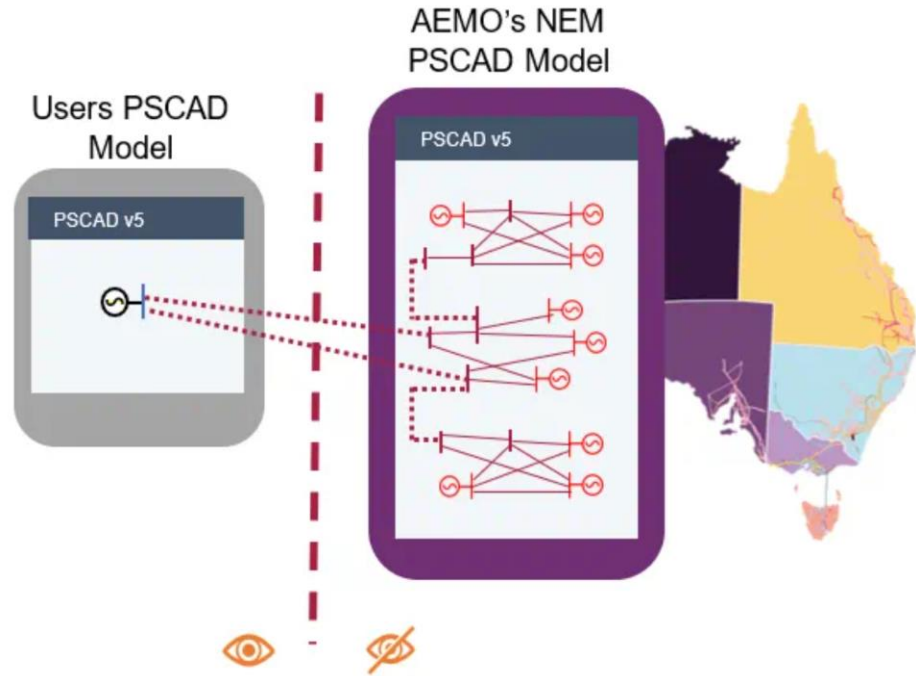 AEMO's NEM
PSCAD Model
Users PSCAD
Model
PSCAD v5
PSCAD v5